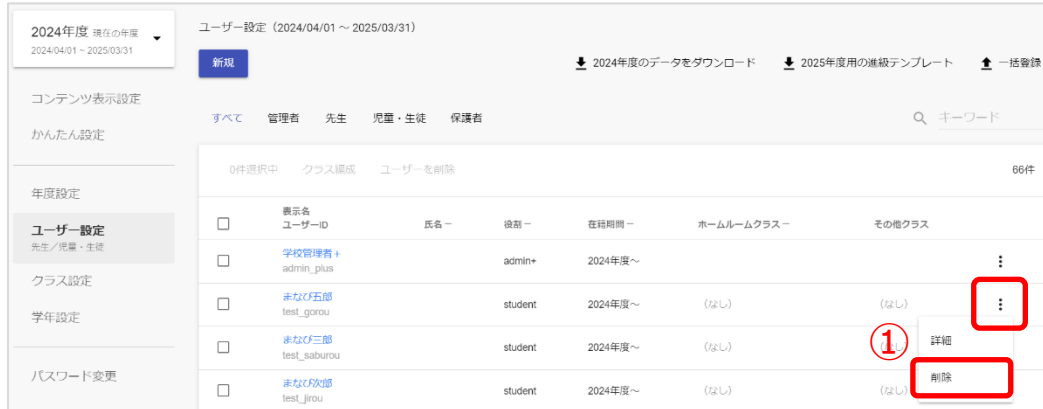 2024年度 現在の年度
2024/04/01 ~ 2025/03/31
コンテンツ表示設定
かんたん設定
年度設定
ユーザー設定
先生/児童・生徒
クラス設定
学年設定
パスワード変更
ユーザー設定（2024/04/01 ～ 2025/03/31）
新規
2024年度のデータをダウンロード
2025年度用の進級テンプレート
一括登録
すべて 管理者 先生 児童・生徒 保護者
キーワード
0件選択中 クラス編成 ユーザーを削除
66件
表示名
ユーザーID 氏名 役割 在籍期間 ホームルームクラス その他クラス
学校管理者+
admin_plus admin+ 2024年度～
まなび五郎
test_gorou student 2024年度～ (なし) (なし)
まなび三郎
test_saburou student 2024年度～ (なし) (なし)
まなび次郎
test_jirou student 2024年度～ (なし) (なし)
①
詳細
削除